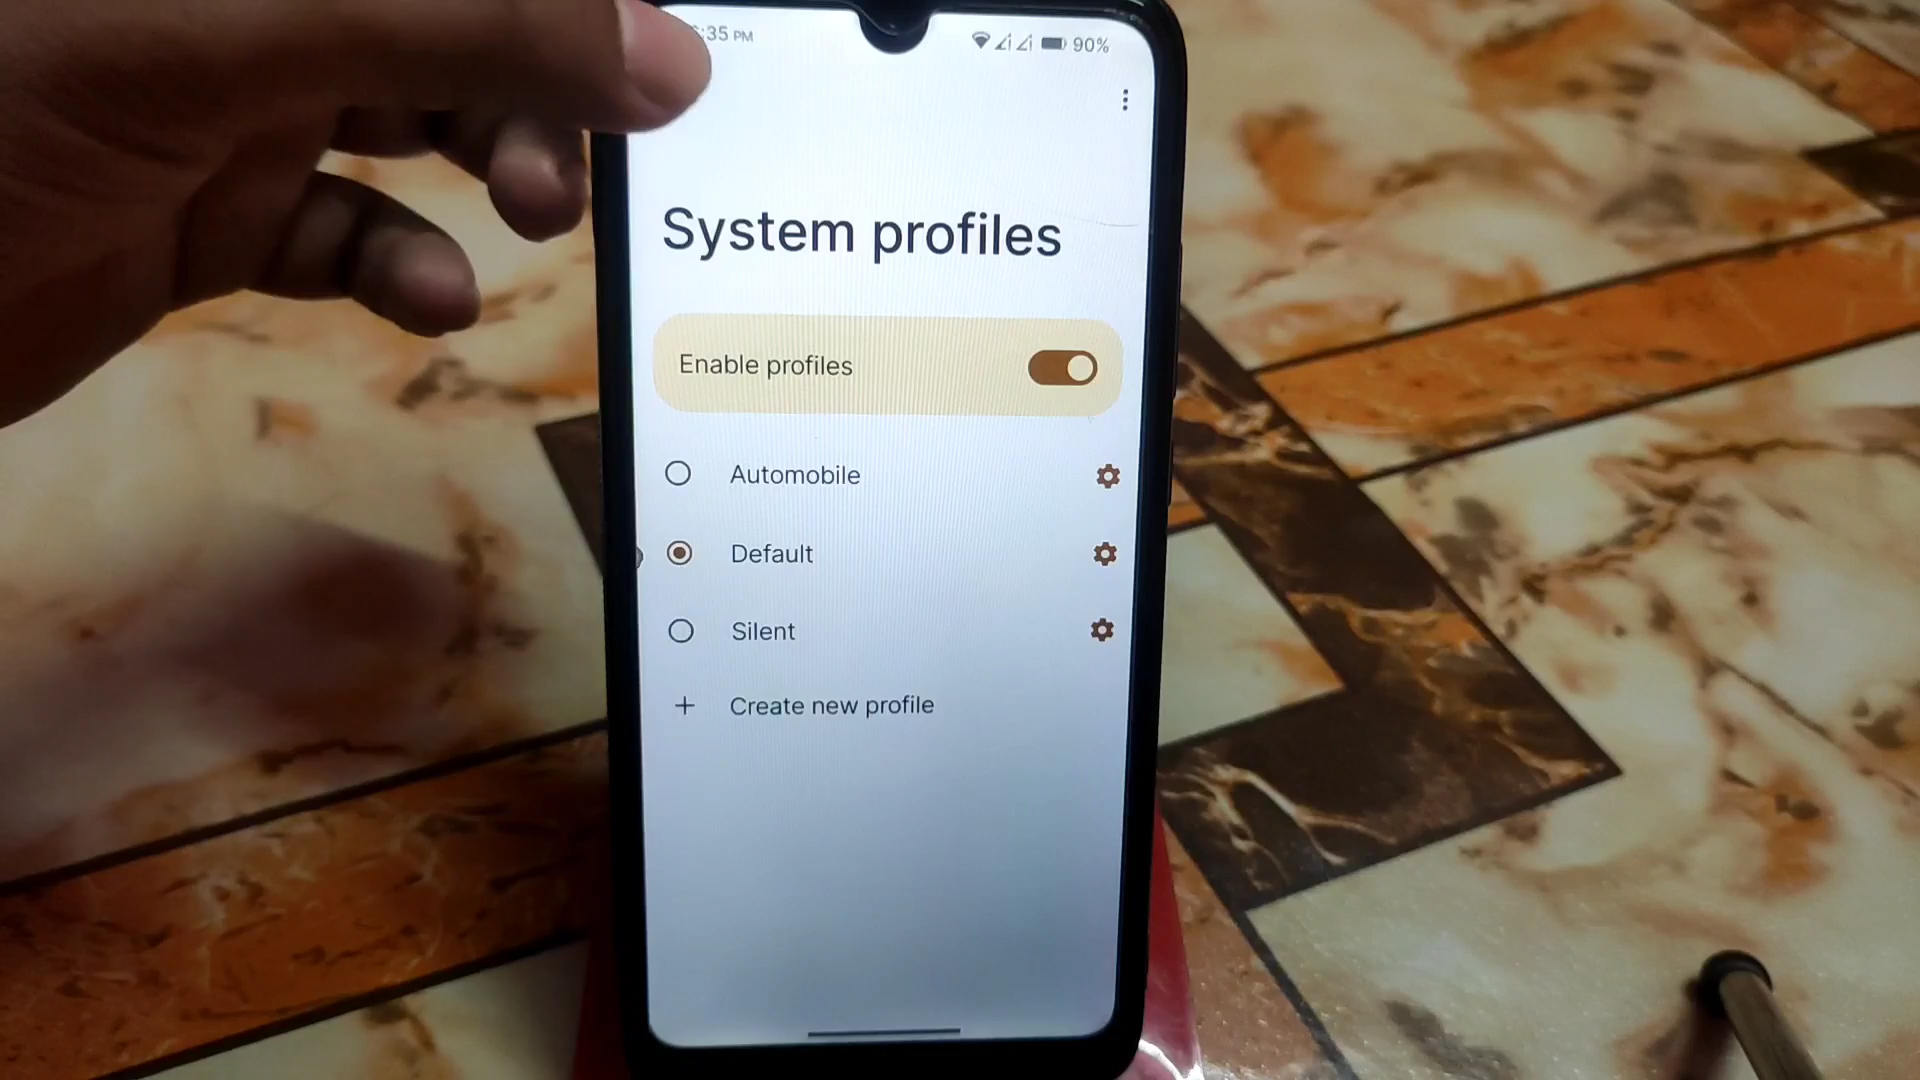 :35 PM 90%
System profiles
Enable profiles
Automobile
Default
Silent
+ Create new profile